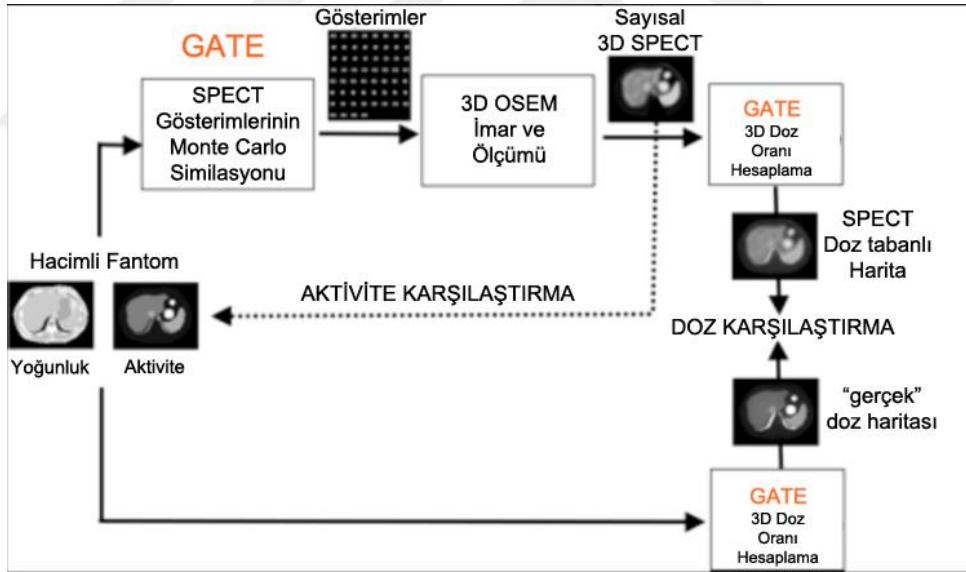 Gösterimler
Sayısal
3D SPECT
GATE
SPECT
Gösterimlerinin
Monte Carlo
Similasyonu
3D OSEM
İmar ve
Ölçümü
GATE
3D Doz
Oranı
Hesaplama
SPECT
Doz tabanlı
Harita
Hacimli Fantom
AKTİVİTE KARŞILAŞTIRMA
DOZ KARŞILAŞTIRMA
Yoğunluk
Aktivite
“gerçek”
doz haritası
GATE
3D Doz
Oranı
Hesaplama